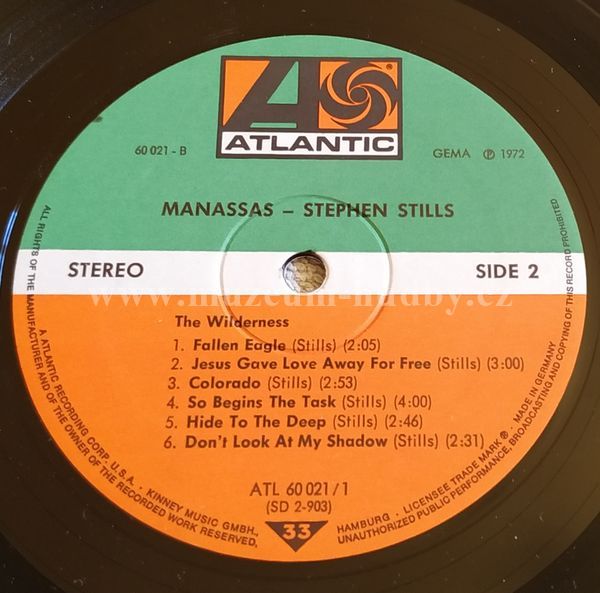 ATLANTIC
®
60 021 - B
GEMA ℗ 1972
MANASSAS – STEPHEN STILLS
STEREO
SIDE 2
www.muzeum-hudby.cz
The Wilderness
1. Fallen Eagle (Stills) (2:05)
2. Jesus Gave Love Away For Free (Stills) (3:00)
3. Colorado (Stills) (2:53)
4. So Begins The Task (Stills) (4:00)
5. Hide To The Deep (Stills) (2:46)
6. Don't Look At My Shadow (Stills) (2:31)
ATL 60 021/1
(SD 2-903)
33
ALL RIGHTS OF THE MANUFACTURER AND OF THE OWNER OF THE RECORDED WORK RESERVED,
A ATLANTIC RECORDING CORP. U.S.A. · KINNEY MUSIC GMBH.,
HAMBURG · LICENSEE TRADE MARK ® · MADE IN GERMANY
UNAUTHORIZED PUBLIC PERFORMANCE, BROADCASTING AND COPYING OF THIS RECORD PROHIBITED